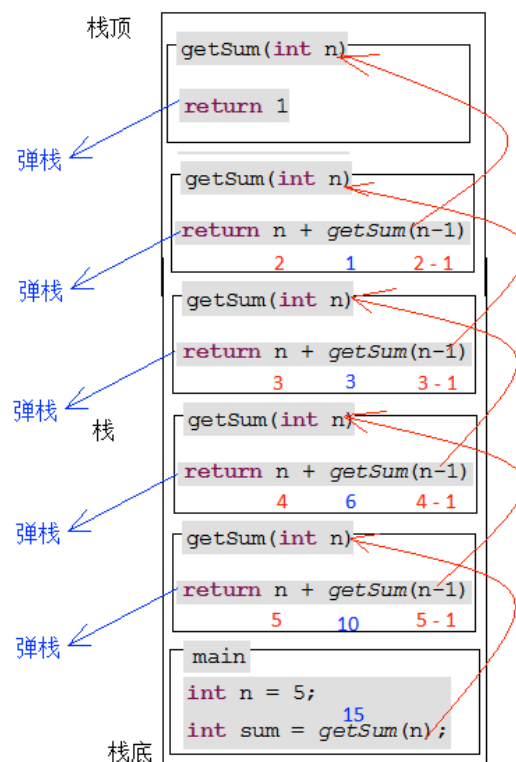 栈顶
getSum(int n)
return 1
弹栈
getSum(int n)
return n + getSum(n-1)
2 1 2 - 1
弹栈
getSum(int n)
return n + getSum(n-1)
3 3 3 - 1
弹栈
栈
getSum(int n)
return n + getSum(n-1)
4 6 4 - 1
弹栈
getSum(int n)
return n + getSum(n-1)
5 10 5 - 1
弹栈
main
int n = 5;
15
int sum = getSum(n);
栈底